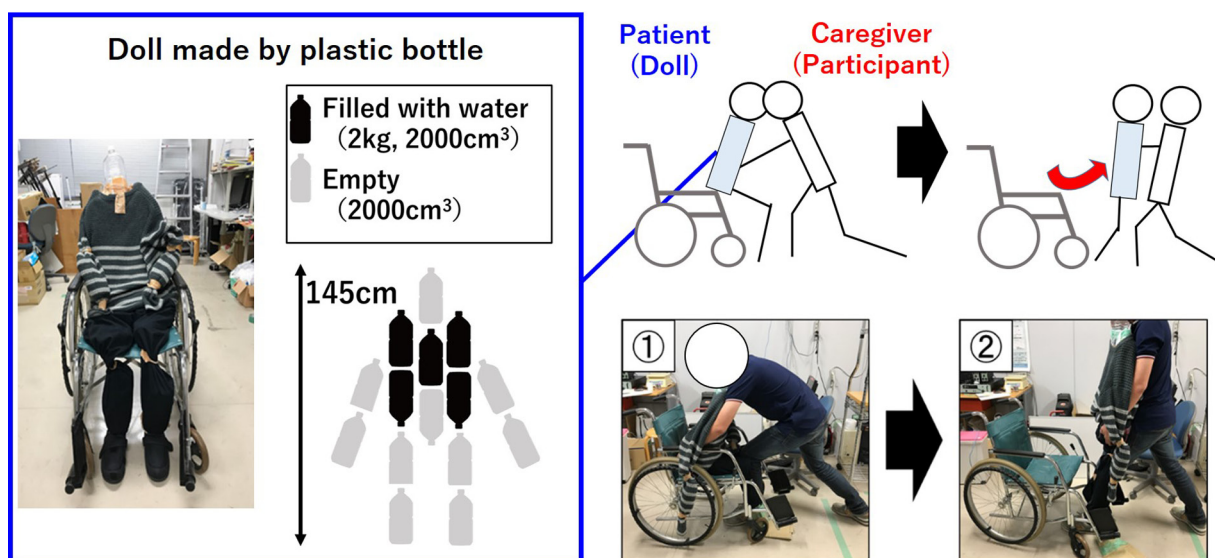 Doll made by plastic bottle
Filled with water
（2kg, 2000cm³）
Empty
（2000cm³）
145cm
Patient
(Doll)
Caregiver
(Participant)
①
②